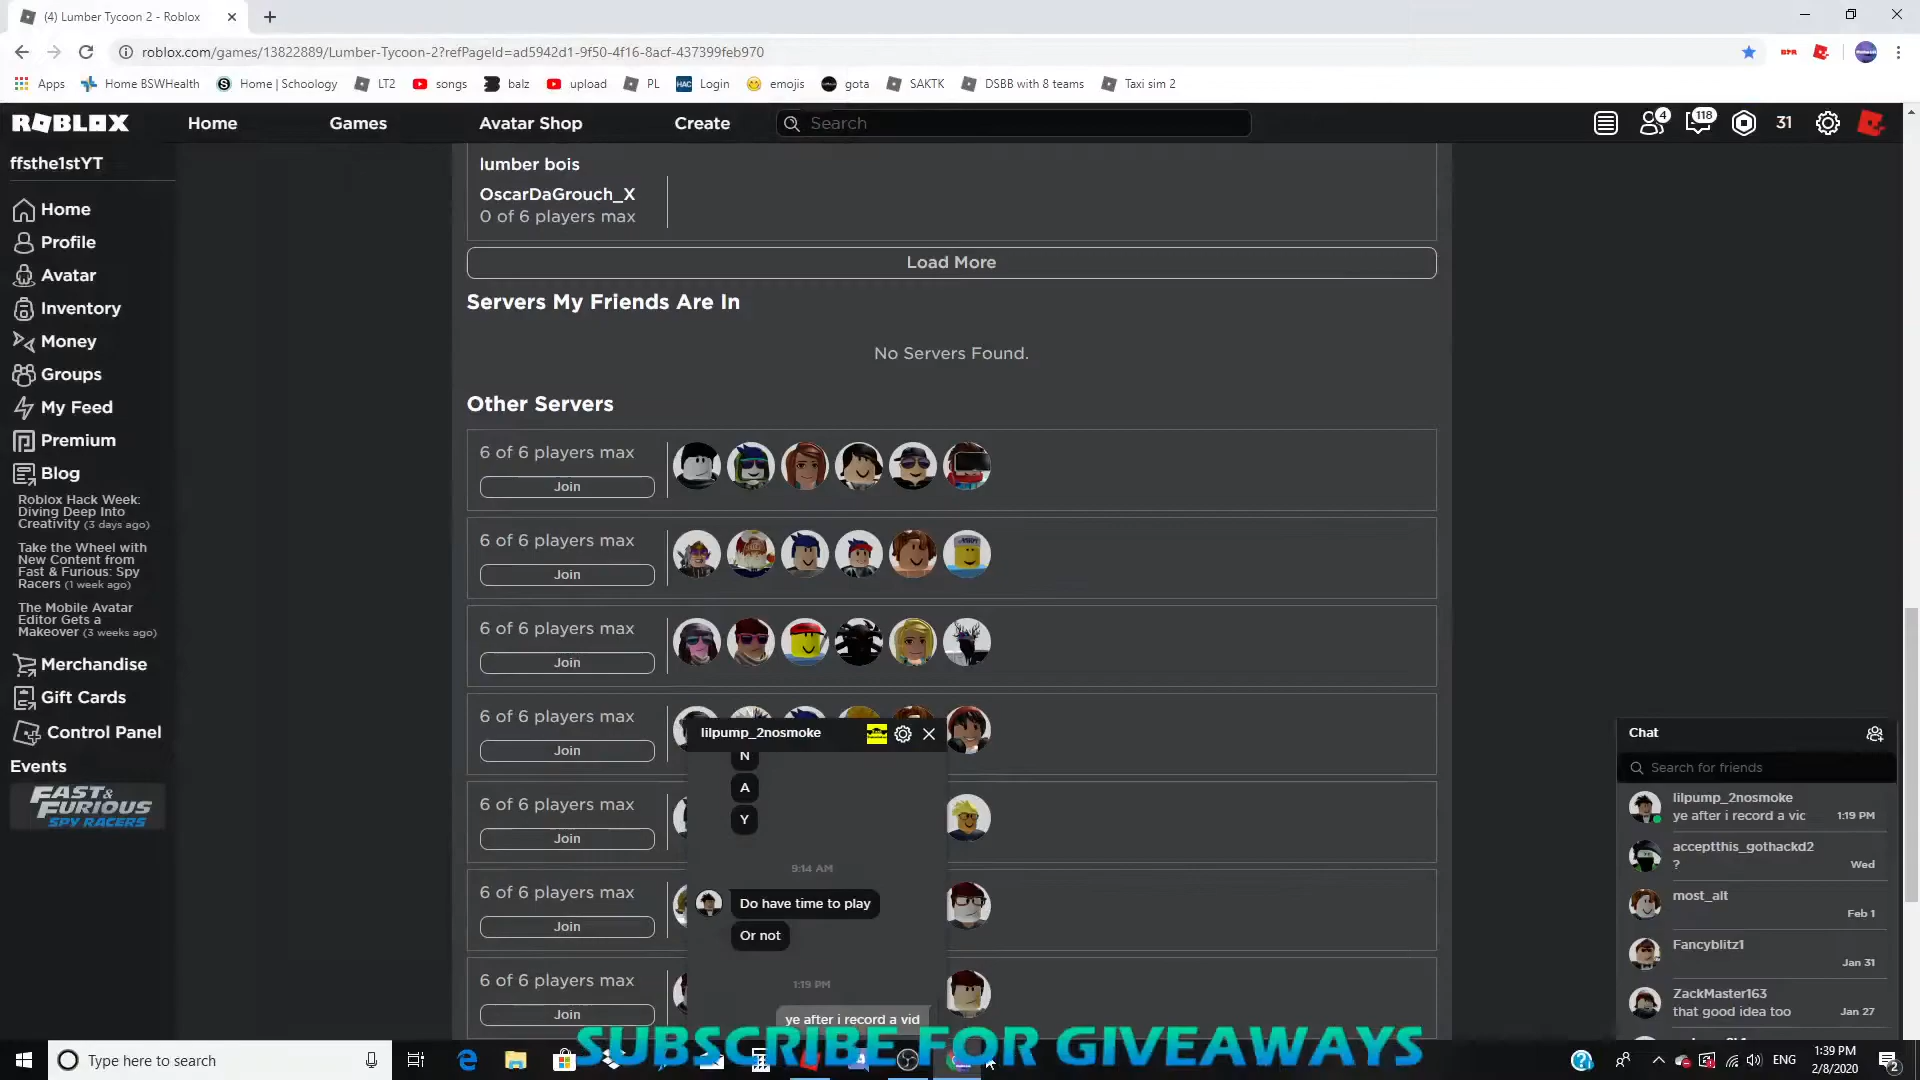 (4) Lumber Tycoon 2 - Roblox
roblox.com/games/13822889/Lumber-Tycoon-2?refPageId=ad5942d1-9f50-4f16-8acf-437399feb970
Apps Home BSWHealth Home | Schoology LT2 songs balz upload PL HAC Login emojis gota SAKTK DSBB with 8 teams Taxi sim 2
ROBLOX Home Games Avatar Shop Create Search 4 118 31
ffsthe1stYT
Home
Profile
Avatar
Inventory
Money
Groups
My Feed
Premium
Blog
Roblox Hack Week:
Diving Deep Into
Creativity (3 days ago)
Take the Wheel with
New Content from
Fast & Furious: Spy
Racers (1 week ago)
The Mobile Avatar
Editor Gets a
Makeover (3 weeks ago)
Merchandise
Gift Cards
Control Panel
Events
FAST &
FURIOUS
SPY RACERS
lumber bois
OscarDaGrouch_X
0 of 6 players max
Load More
Servers My Friends Are In
No Servers Found.
Other Servers
6 of 6 players max
Join
6 of 6 players max
Join
6 of 6 players max
Join
6 of 6 players max
Join
6 of 6 players max
Join
6 of 6 players max
Join
6 of 6 players max
Join
lilpump_2nosmoke
N
A
Y
9:14 AM
Do have time to play
Or not
1:19 PM
ye after i record a vid
Chat
Search for friends
lilpump_2nosmoke
ye after i record a vic 1:19 PM
acceptthis_gothackd2
? Wed
most_alt
Feb 1
Fancyblitz1
Jan 31
ZackMaster163
that good idea too Jan 27
SUBSCRIBE FOR GIVEAWAYS
Type here to search
ENG
1:39 PM
2/8/2020
2